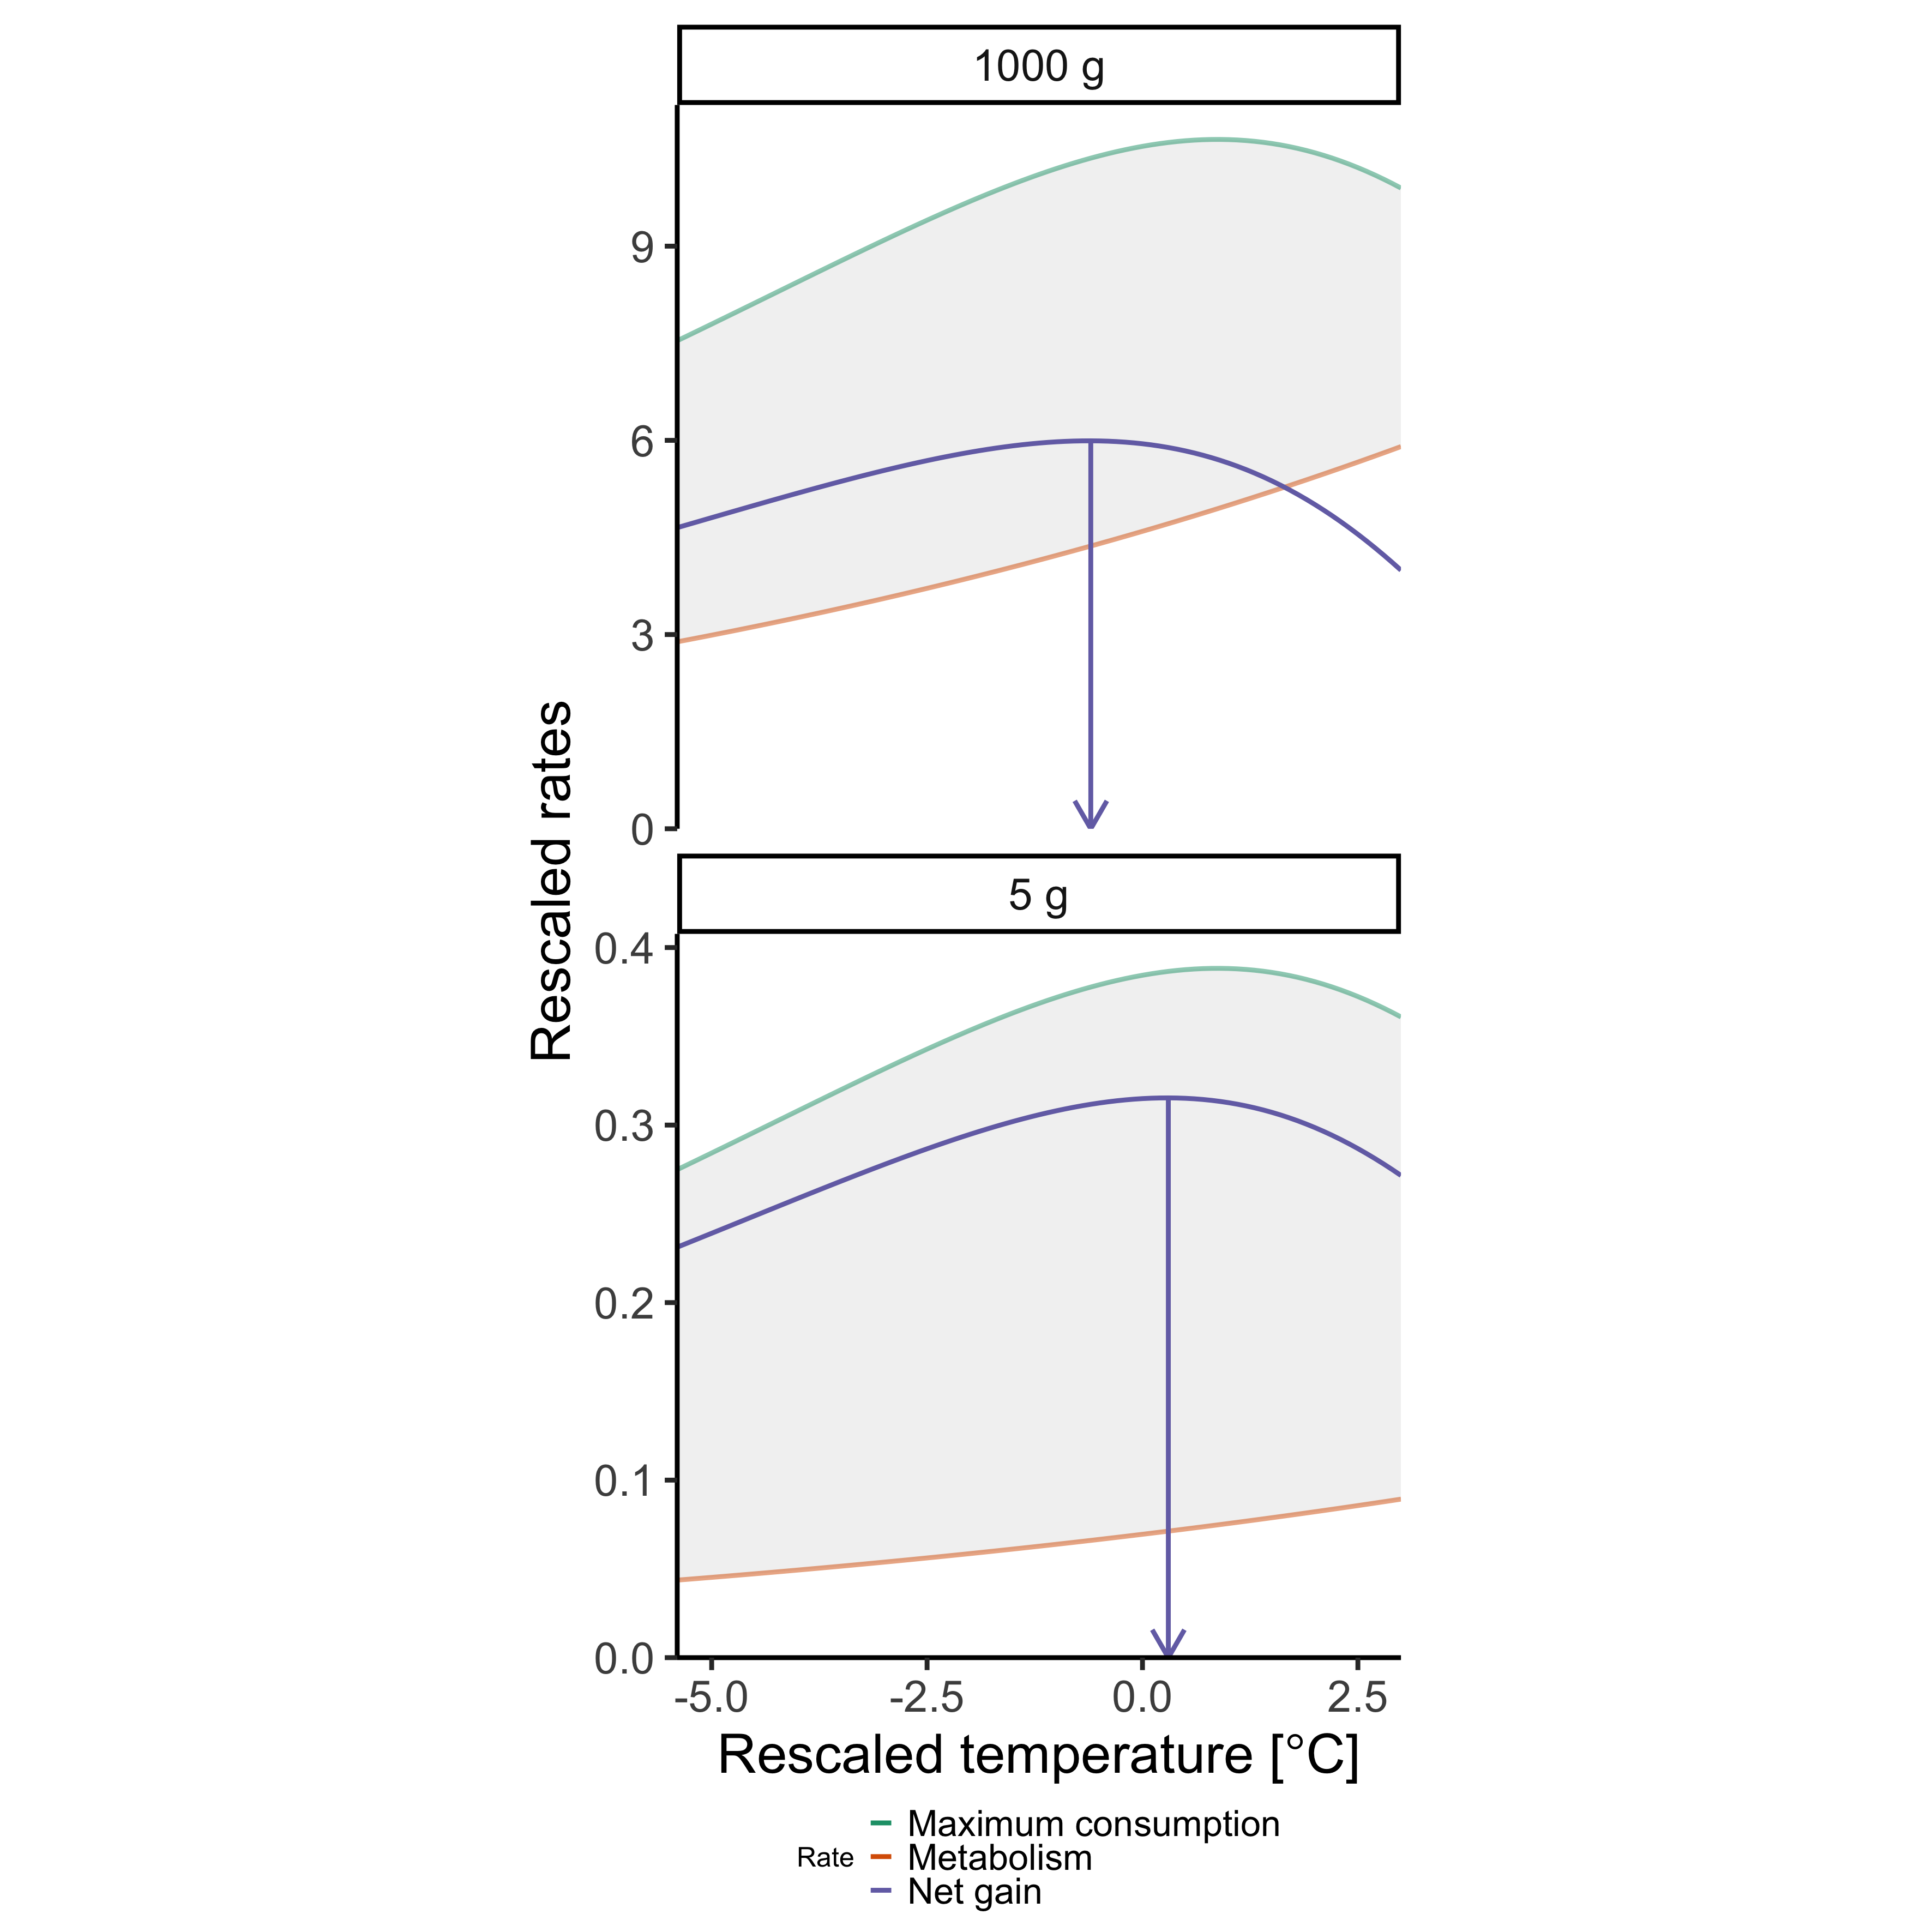 1000 g
9
6
3
0
Rescaled rates
5 g
0.4
0.3
0.2
0.1
0.0
-5.0 -2.5 0.0 2.5
Rescaled temperature [°C]
Rate
Maximum consumption
Metabolism
Net gain